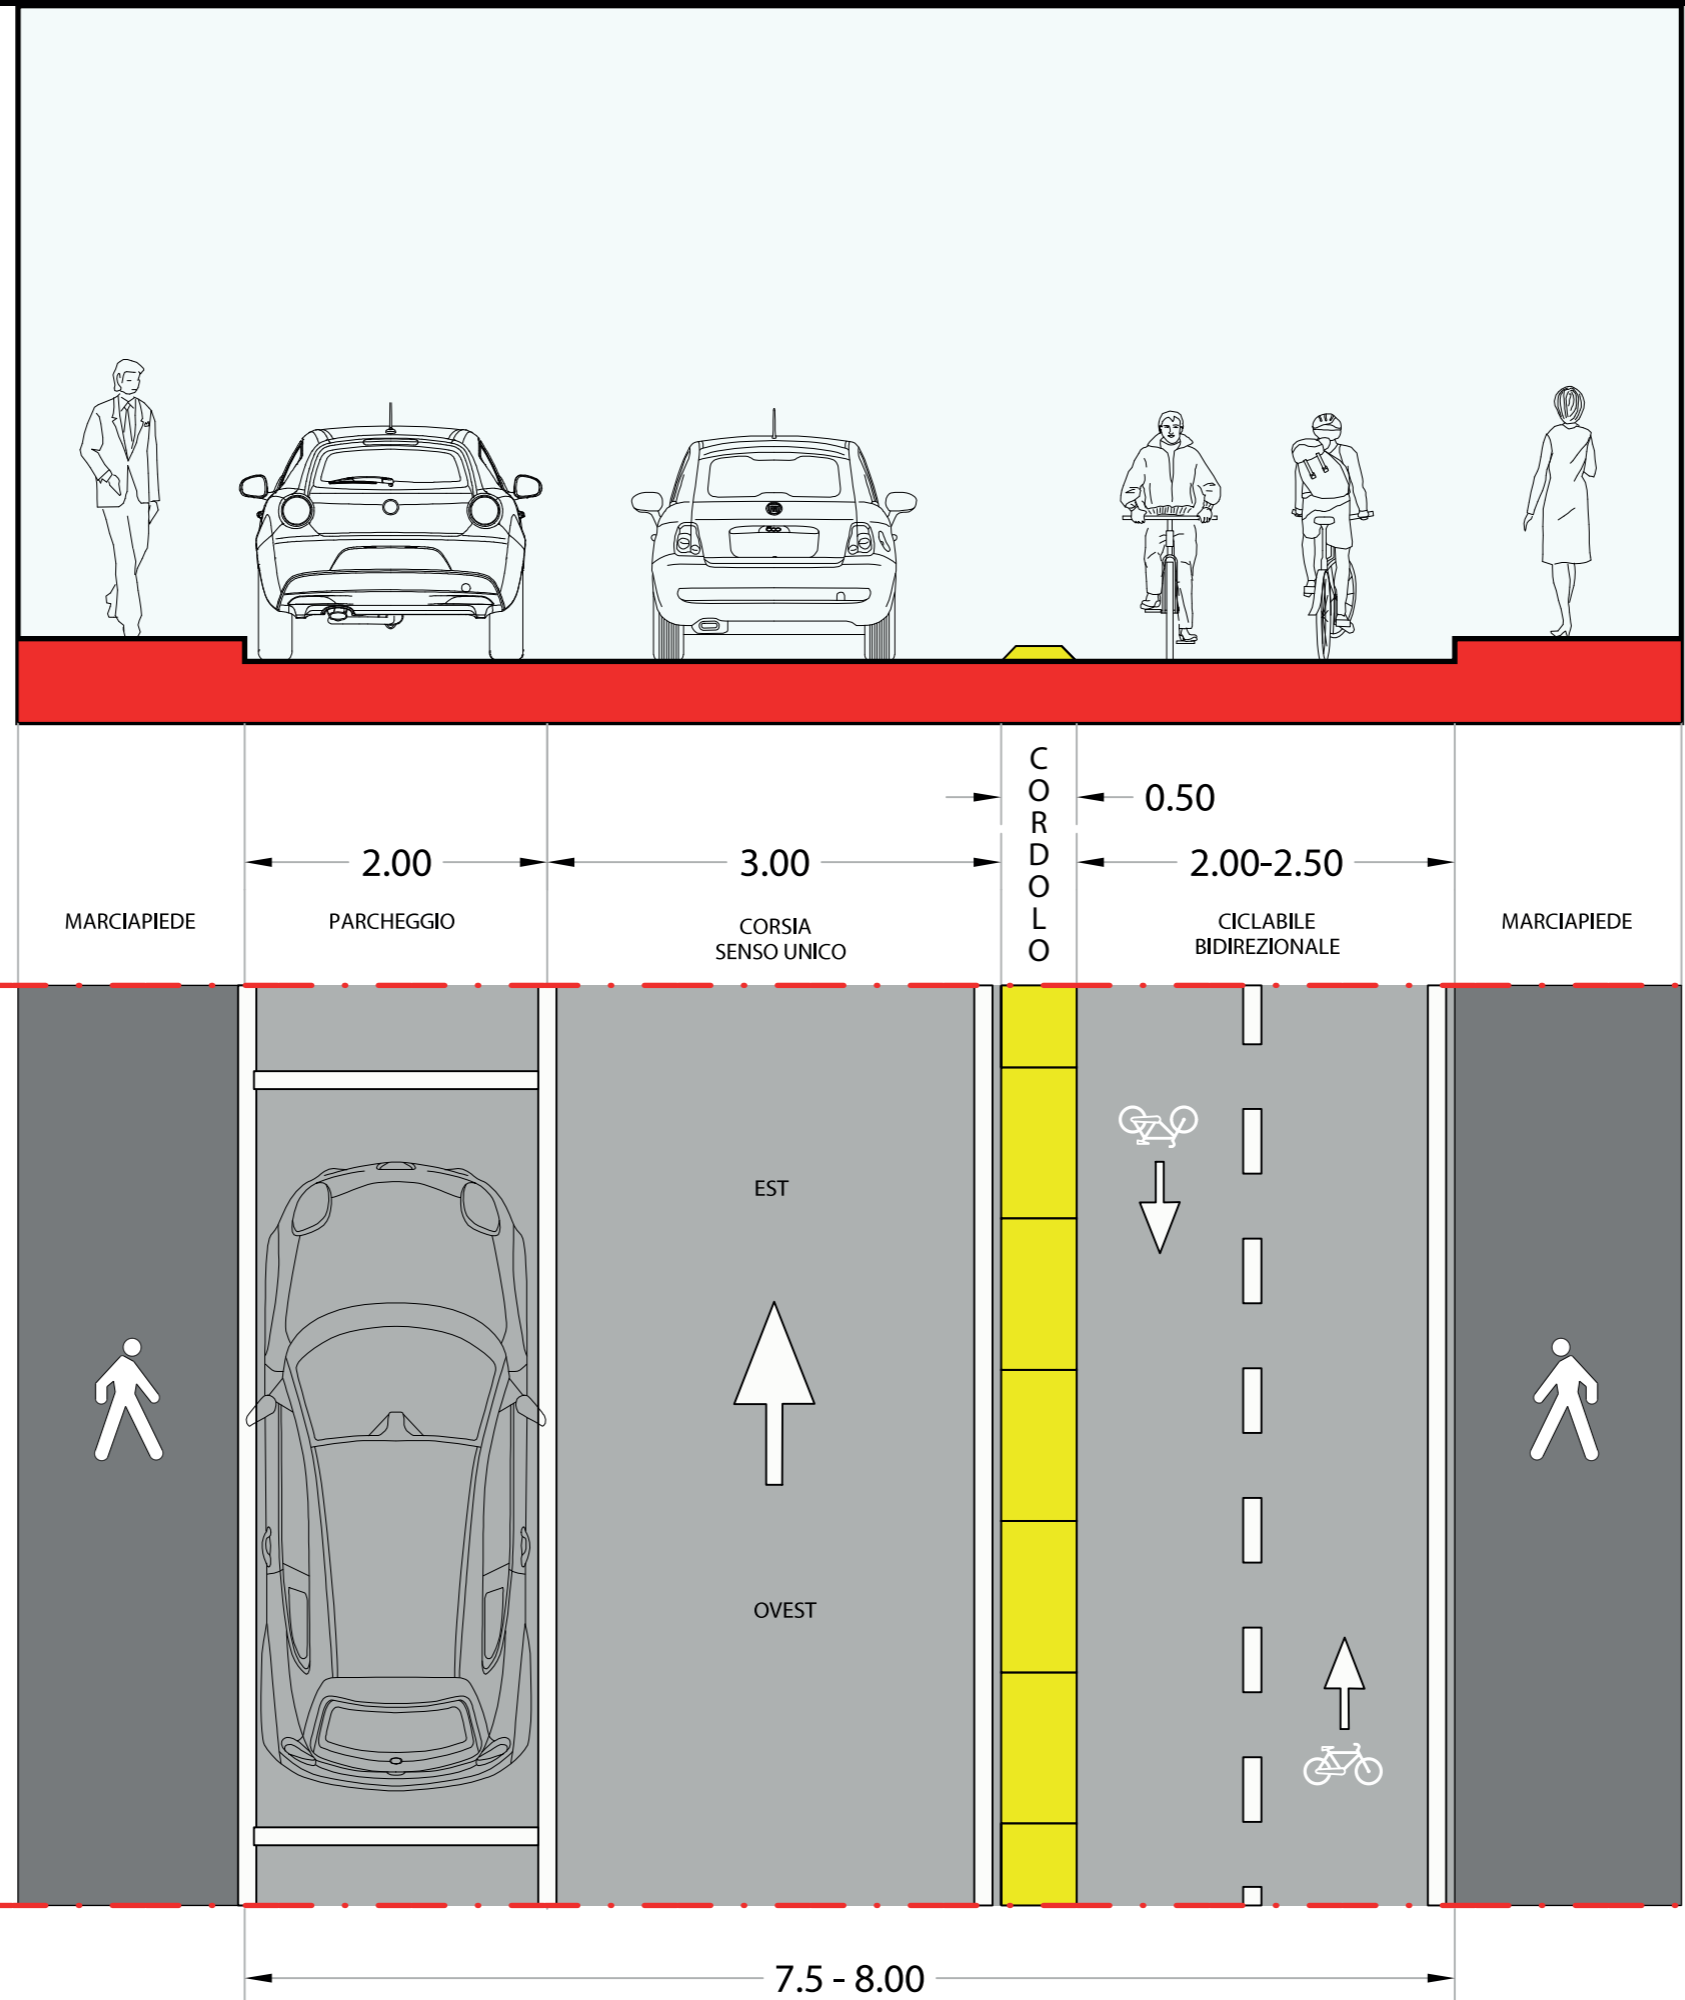 CORDOLO
0.50
2.00
3.00
2.00-2.50
MARCIAPIEDE
PARCHEGGIO
CORSIA
SENSO UNICO
CICLABILE
BIDIREZIONALE
MARCIAPIEDE
EST
OVEST
7.5 - 8.00